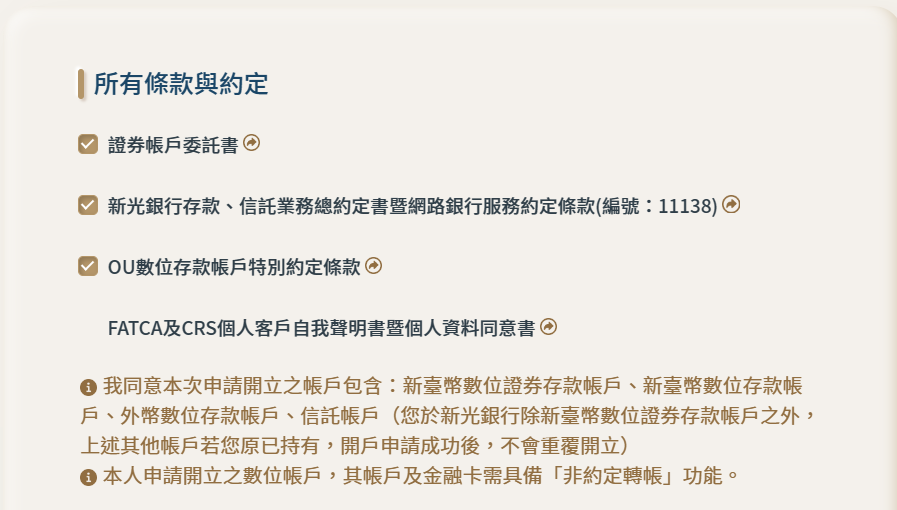 所有條款與約定
證券帳戶委託書
新光銀行存款、信託業務總約定書暨網路銀行服務約定條款(編號：11138)
OU數位存款帳戶特別約定條款
FATCA及CRS個人客戶自我聲明書暨個人資料同意書
我同意本次申請開立之帳戶包含：新臺幣數位證券存款帳戶、新臺幣數位存款帳
戶、外幣數位存款帳戶、信託帳戶（您於新光銀行除新臺幣數位證券存款帳戶之外，
上述其他帳戶若您原已持有，開戶申請成功後，不會重覆開立）
本人申請開立之數位帳戶，其帳戶及金融卡需具備「非約定轉帳」功能。